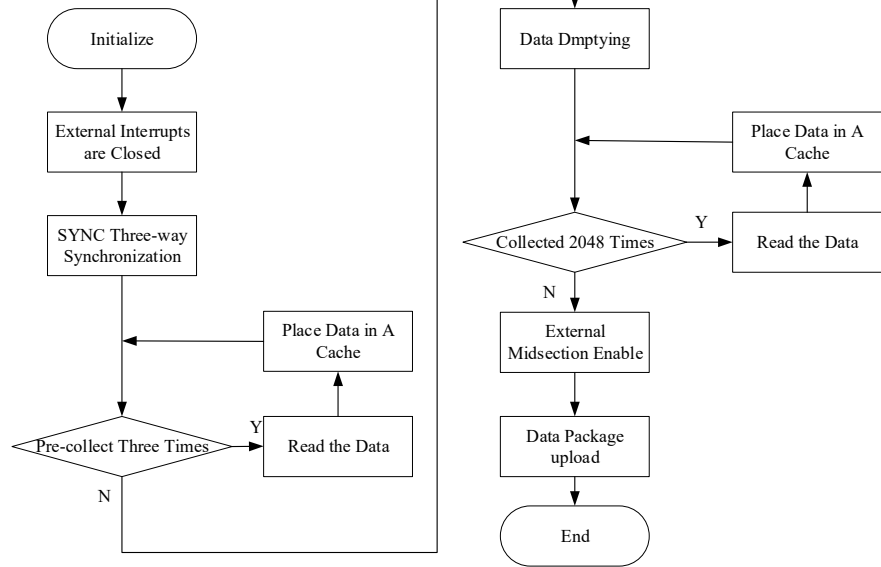 Initialize
External Interrupts
are Closed
SYNC Three-way
Synchronization
Place Data in A
Cache
Pre-collect Three Times
Y
Read the Data
N
Data Dmptying
Place Data in A
Cache
Collected 2048 Times
Y
Read the Data
N
External
Midsection Enable
Data Package
upload
End